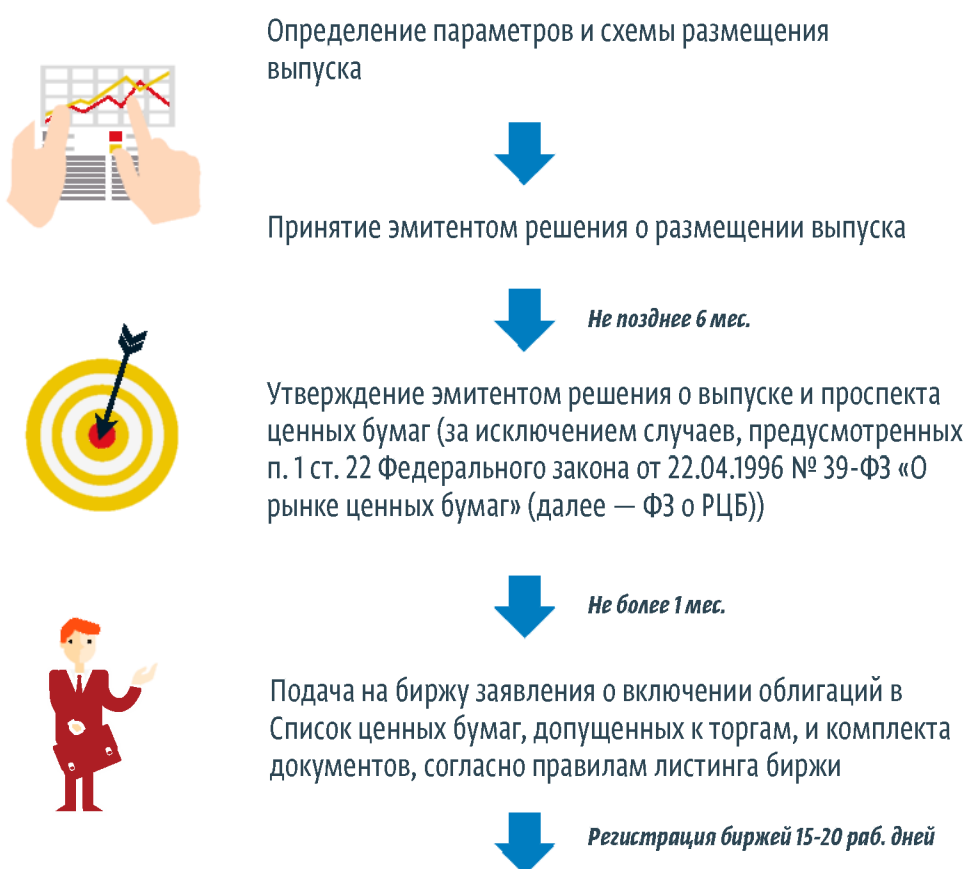 Определение параметров и схемы размещения
выпуска
Принятие эмитентом решения о размещении выпуска
Не позднее 6 мес.
Утверждение эмитентом решения о выпуске и проспекта
ценных бумаг (за исключением случаев, предусмотренных
п. 1 ст. 22 Федерального закона от 22.04.1996 № 39-ФЗ «О
рынке ценных бумаг» (далее — ФЗ о РЦБ))
Не более 1 мес.
Подача на биржу заявления о включении облигаций в
Список ценных бумаг, допущенных к торгам, и комплекта
документов, согласно правилам листинга биржи
Регистрация биржей 15-20 раб. дней